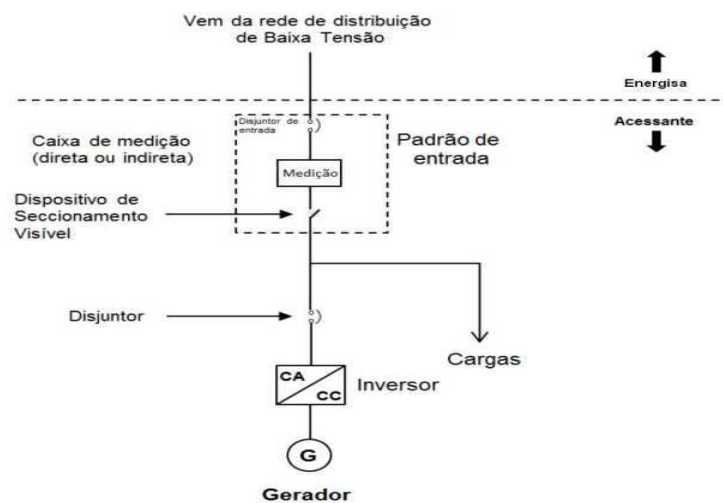 Vem da rede de distribuição
de Baixa Tensão
Energisa
Acessante
Disjuntor de
entrada
Caixa de medição
(direta ou indireta)
Padrão de
entrada
Medição
Dispositivo de
Seccionamento
Visível
Disjuntor
Cargas
CA
CC
Inversor
G
Gerador